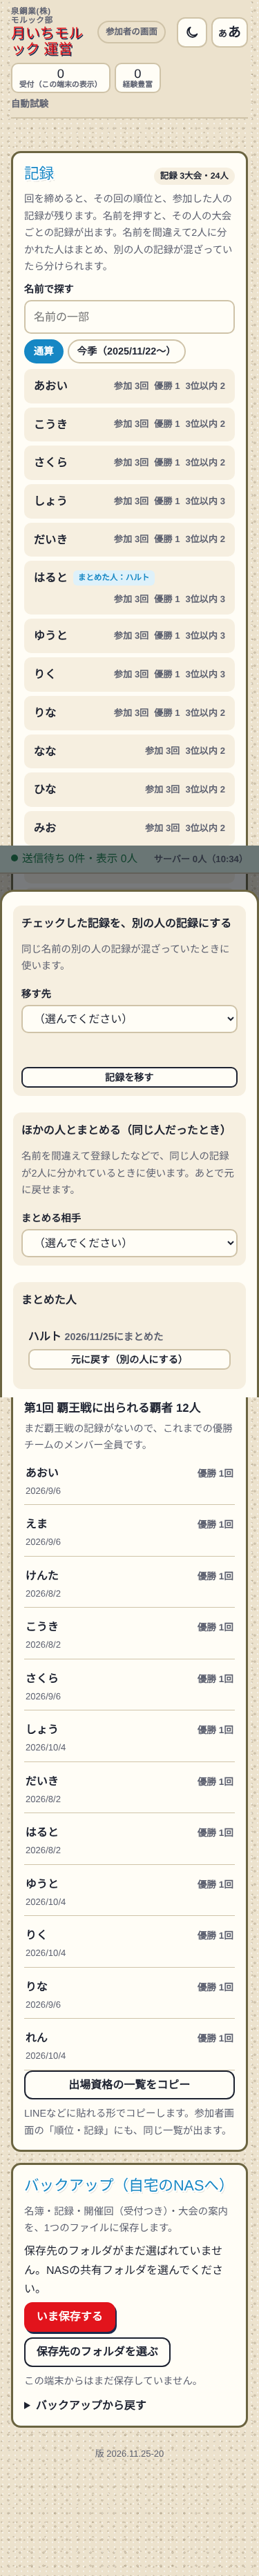 泉鋼業(株)
モルック部
月いちモル
ック 運営
参加者の画面
ぁあ
0
受付（この端末の表示）
0
経験豊富
自動試験
記録
記録 3大会・24人
回を締めると、その回の順位と、参加した人の
記録が残ります。名前を押すと、その人の大会
ごとの記録が出ます。名前を間違えて2人に分
かれた人はまとめ、別の人の記録が混ざってい
たら分けられます。
名前で探す
名前の一部
通算
今季（2025/11/22〜）
あおい 参加 3回 優勝 1 3位以内 2
こうき 参加 3回 優勝 1 3位以内 2
さくら 参加 3回 優勝 1 3位以内 2
しょう 参加 3回 優勝 1 3位以内 3
だいき 参加 3回 優勝 1 3位以内 2
はると まとめた人：ハルト
参加 3回 優勝 1 3位以内 3
ゆうと 参加 3回 優勝 1 3位以内 3
りく 参加 3回 優勝 1 3位以内 3
りな 参加 3回 優勝 1 3位以内 2
なな 参加 3回 3位以内 2
ひな 参加 3回 3位以内 2
みお 参加 3回 3位以内 2
送信待ち 0件・表示 0人
サーバー 0人（10:34）
チェックした記録を、別の人の記録にする
同じ名前の別の人の記録が混ざっていたときに
使います。
移す先
（選んでください）
記録を移す
ほかの人とまとめる（同じ人だったとき）
名前を間違えて登録したなどで、同じ人の記録
が2人に分かれているときに使います。あとで元
に戻せます。
まとめる相手
（選んでください）
まとめた人
ハルト 2026/11/25にまとめた
元に戻す（別の人にする）
第1回 覇王戦に出られる覇者 12人
まだ覇王戦の記録がないので、これまでの優勝
チームのメンバー全員です。
あおい 優勝 1回
2026/9/6
えま 優勝 1回
2026/9/6
けんた 優勝 1回
2026/8/2
こうき 優勝 1回
2026/8/2
さくら 優勝 1回
2026/9/6
しょう 優勝 1回
2026/10/4
だいき 優勝 1回
2026/8/2
はると 優勝 1回
2026/8/2
ゆうと 優勝 1回
2026/10/4
りく 優勝 1回
2026/10/4
りな 優勝 1回
2026/9/6
れん 優勝 1回
2026/10/4
出場資格の一覧をコピー
LINEなどに貼れる形でコピーします。参加者画
面の「順位・記録」にも、同じ一覧が出ます。
バックアップ（自宅のNASへ）
名簿・記録・開催回（受付つき）・大会の案内
を、1つのファイルに保存します。
保存先のフォルダがまだ選ばれていませ
ん。NASの共有フォルダを選んでくださ
い。
いま保存する
保存先のフォルダを選ぶ
この端末からはまだ保存していません。
▶ バックアップから戻す
版 2026.11.25-20